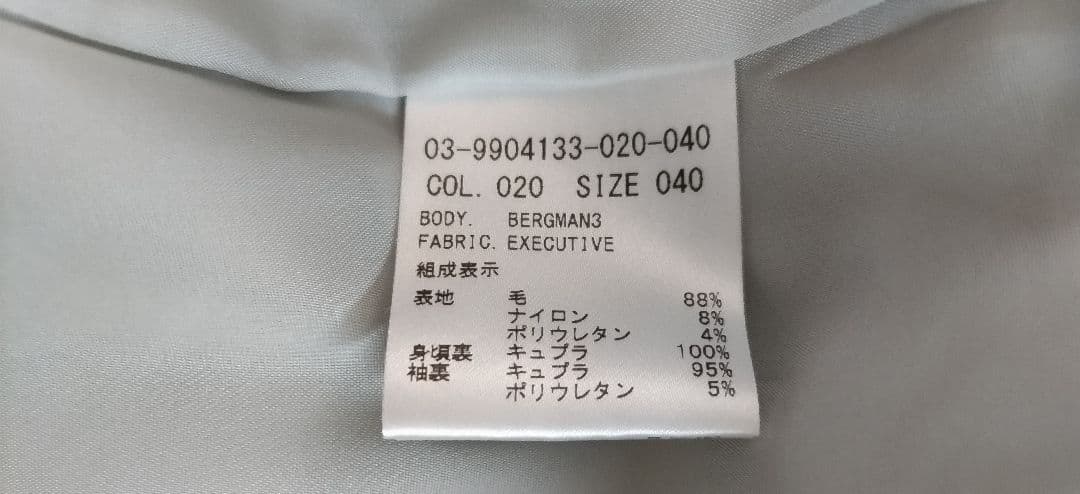 03-9904133-020-040
COL. 020 SIZE 040
BODY. BERGMAN3
FABRIC. EXECUTIVE
組成表示
表地 毛 88%
ナイロン 8%
ポリウレタン 4%
身頃裏 キュプラ 100%
袖裏 キュプラ 95%
ポリウレタン 5%